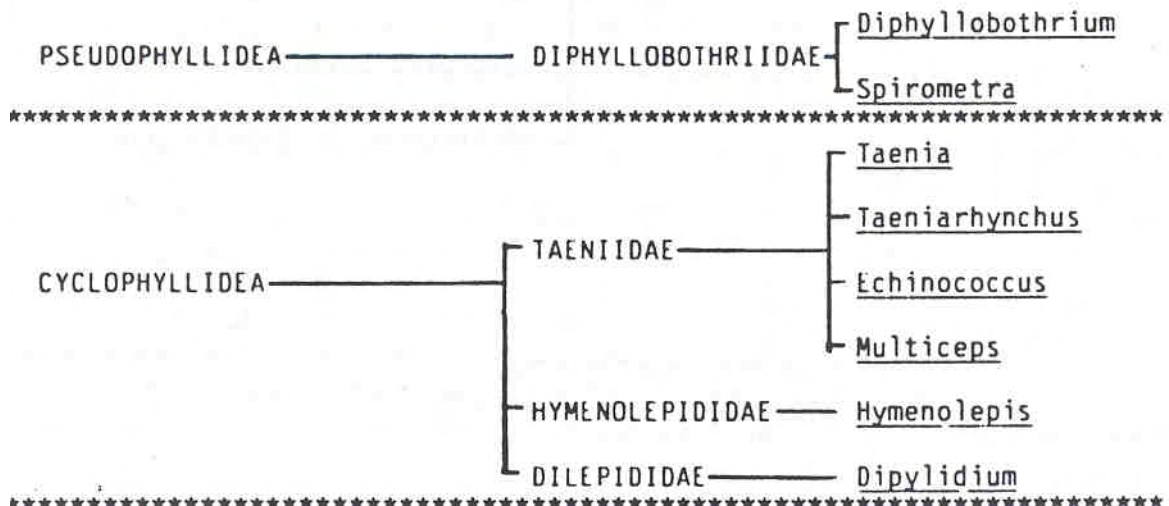 Diphyllobothrium
PSEUDOPHYLLIDEA DIPHYLLOBOTHRIIDAE
Spirometra
************************************************************************
Taenia
Taeniarhynchus
TAENIIDAE
CYCLOPHYLLIDEA Echinococcus
Multiceps
HYMENOLEPIDIDAE Hymenolepis
DILEPIDIDAE Dipylidium
************************************************************************